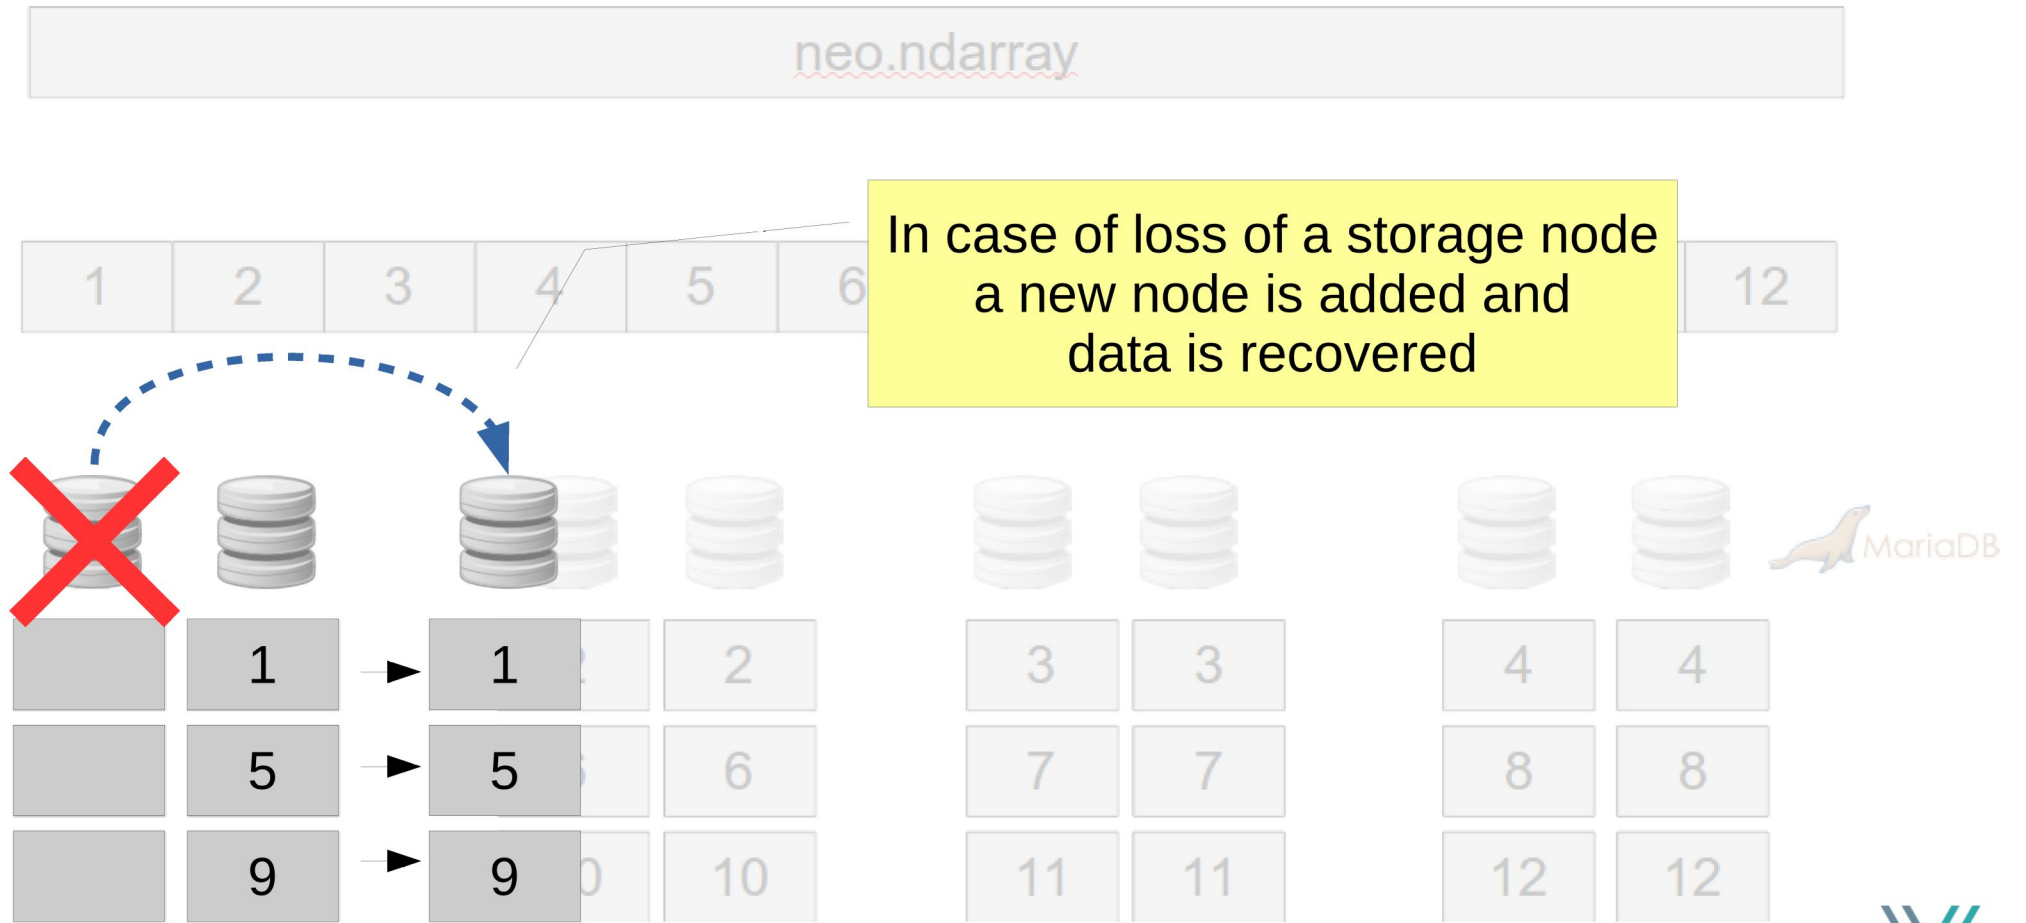 neo.ndarray
In case of loss of a storage node
a new node is added and
data is recovered
1 2 3 4 5 6 12
MariaDB
1 1 2 3 3 4 4
5 5 6 7 7 8 8
9 9 0 10 11 11 12 12